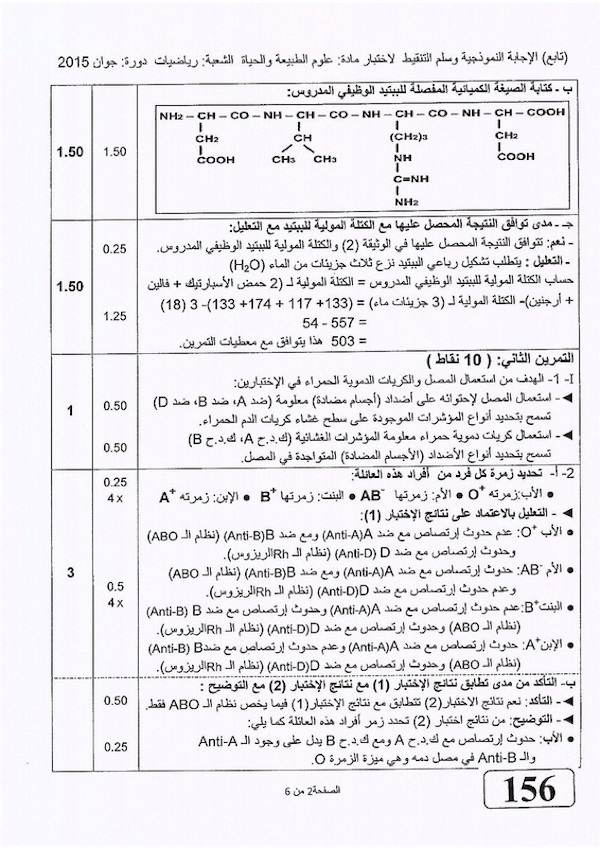 (تابع) الإجابة النموذجية وسلم التنقيط لاختبار مادة: علوم الطبيعة والحياة الشعبة: رياضيات دورة: جوان 2015
ب - كتابة الصيغة الكميائية المفصلة للببتيد الوظيفي المدروس:
NH2 – CH – CO – NH – CH – CO – NH – CH – CO – NH – CH – COOH
CH2 CH (CH2)3 CH2
COOH CH3 CH3 NH COOH
C=NH
NH2
1.50 1.50
جـ - مدى توافق النتيجة المحصل عليها مع الكتلة المولية للببتيد مع التعليل:
- نعم: تتوافق النتيجة المحصل عليها في الوثيقة (2) والكتلة المولية للببتيد الوظيفي المدروس. 0.25
- التعليل : يتطلب تشكيل رباعي الببتيد نزع ثلاث جزيئات من الماء (H2O)
حساب الكتلة المولية للببتيد الوظيفي المدروس = الكتلة المولية لـ (2 حمض الأسبارتيك + فالين
+ أرجنين)- الكتلة المولية لـ (3 جزيئات ماء) = (133+ 117 + 174+ 133)- 3 (18)
= 557 - 54
= 503 هذا يتوافق مع معطيات التمرين.
1.25
1.50
التمرين الثاني: ( 10 نقاط )
I- 1- الهدف من استعمال المصل والكريات الدموية الحمراء في الإختبارين:
◄- استعمال المصل لإحتوائه على أضداد (أجسام مضادة) معلومة (ضد A، ضد B، ضد D) 0.50
تسمح بتحديد أنواع المؤشرات الموجودة على سطح غشاء كريات الدم الحمراء.
◄- استعمال كريات دموية حمراء معلومة المؤشرات الغشائية (ك.د.ح A، ك.د.ح B) 0.50
تسمح بتحديد أنواع الأضداد (الأجسام المضادة) المتواجدة في المصل.
1
2- أ- تحديد زمرة كل فرد من أفراد هذه العائلة: 0.25
● الأب:زمرته O+ ● الأم: زمرتها AB- ● البنت: زمرتها B+ ● الإبن: زمرته A+ 4 x
◄ - التعليل بالاعتماد على نتائج الإختبار (1):
● الأب O+: عدم حدوث إرتصاص مع ضد A(Anti-A) ومع ضد B(Anti-B) (نظام الـ ABO)
وحدوث إرتصاص مع ضد D (Anti-D) (نظام الـ Rhالريزوس).
● الأم AB-: حدوث إرتصاص مع ضد A(Anti-A) ومع ضد B(Anti-B) (نظام الـ ABO)
وعدم حدوث إرتصاص مع ضد D(Anti-D) (نظام الـ Rhالريزوس). 0.5
● البنتB+:عدم حدوث إرتصاص مع ضد A(Anti-A) وحدوث إرتصاص مع ضد B (Anti-B) 4 x
(نظام الـ ABO) وحدوث إرتصاص مع ضد D(Anti-D) (نظام الـ Rhالريزوس).
● الإبنA+: حدوث إرتصاص مع ضد A(Anti-A) وعدم حدوث إرتصاص مع ضدB (Anti-B)
(نظام الـ ABO) وحدوث إرتصاص مع ضد D(Anti-D) (نظام الـ Rhالريزوس).
3
ب- التأكد من مدى تطابق نتائج الإختبار (1) مع نتائج الإختبار (2) مع التوضيح :
◄- التأكد: نعم نتائج الاختبار(2) تتطابق مع نتائج الإختبار(1) فيما يخص نظام الـ ABO فقط. 0.50
◄ - التوضيح: من نتائج اختبار (2) تحدد زمر أفراد هذه العائلة كما يلي:
● الأب: حدوث إرتصاص مع ك.د.ح A ومع ك.د.ح B يدل على وجود الـ Anti-A 0.25
والـ Anti-B في مصل دمه وهي ميزة الزمرة O.
الصفحة2 من 6
156